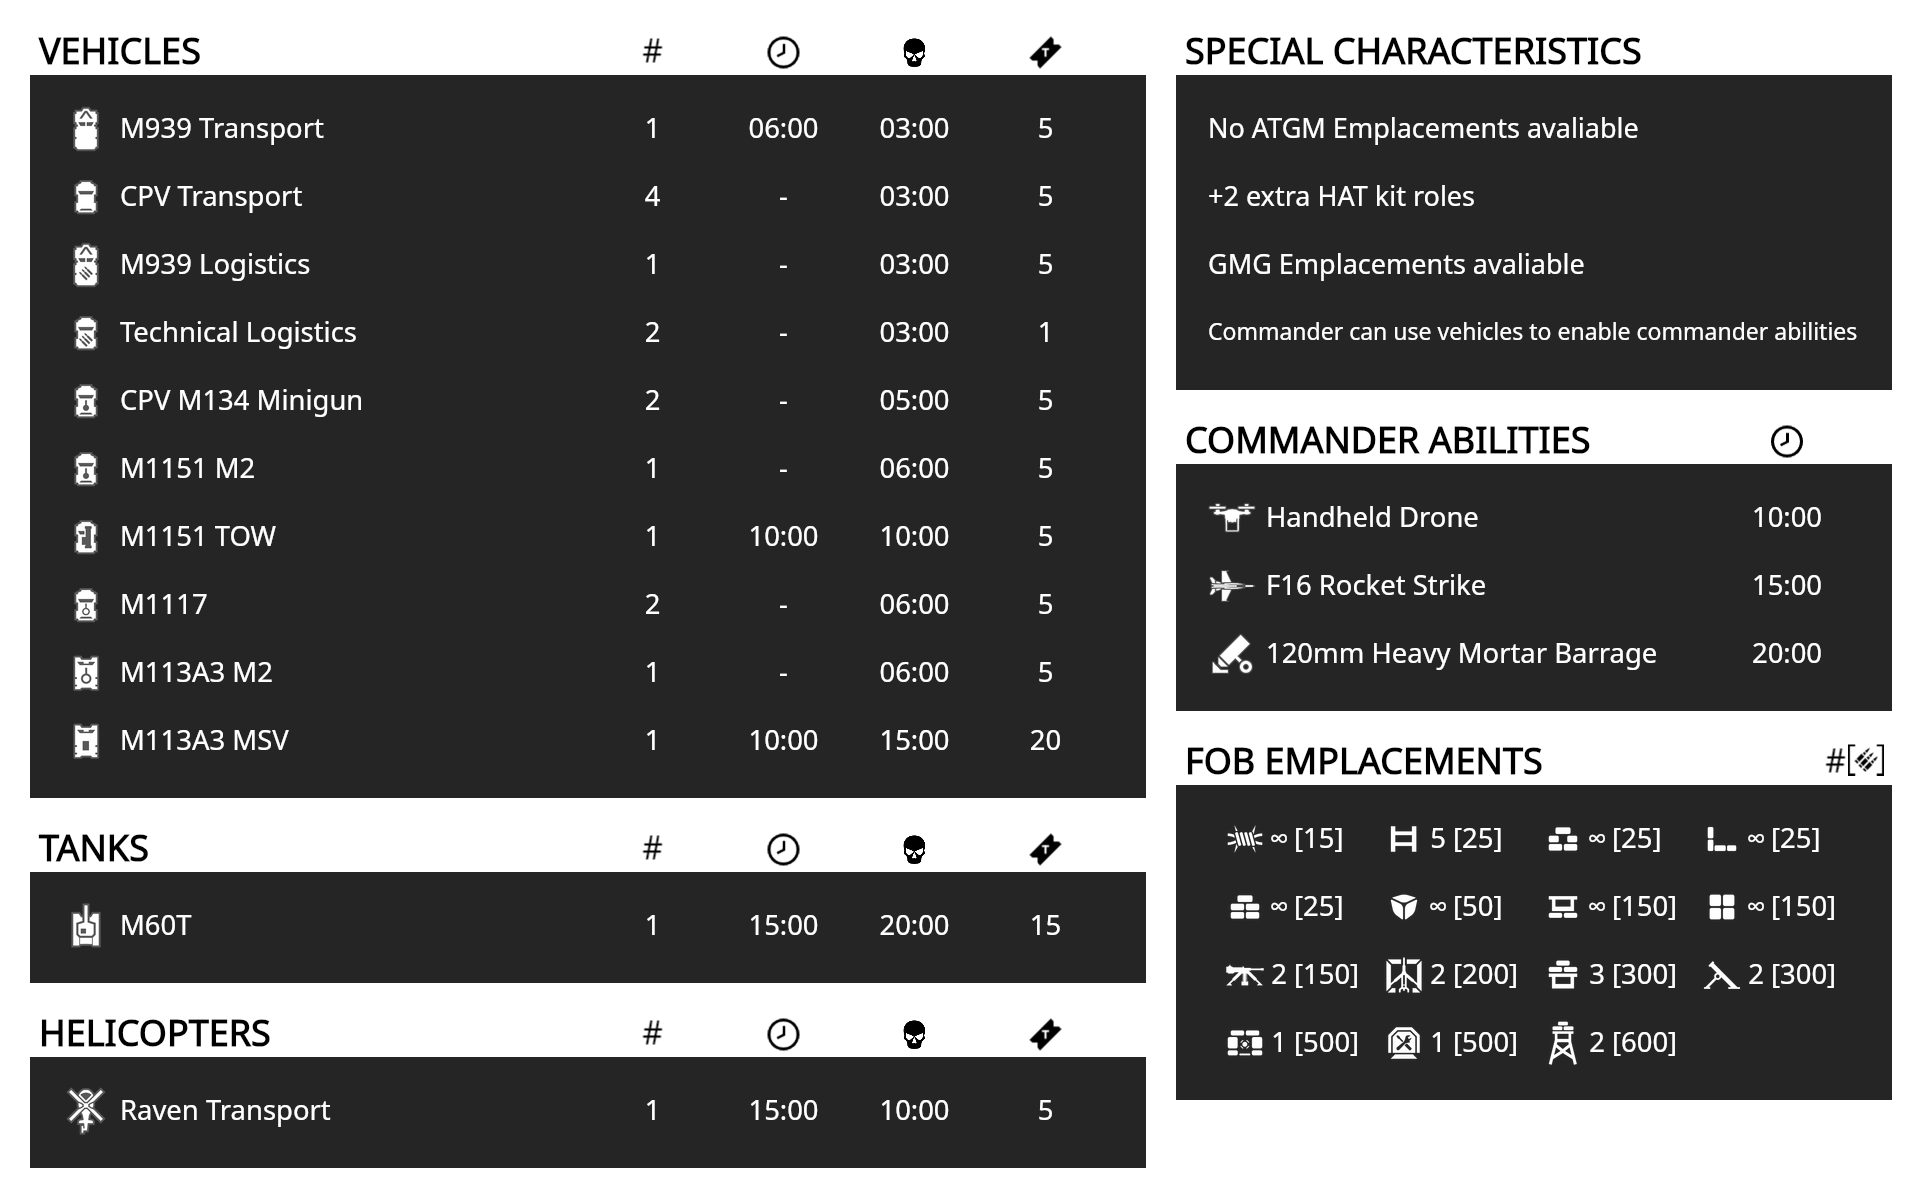 VEHICLES #
M939 Transport 1 06:00 03:00 5
CPV Transport 4 - 03:00 5
M939 Logistics 1 - 03:00 5
Technical Logistics 2 - 03:00 1
CPV M134 Minigun 2 - 05:00 5
M1151 M2 1 - 06:00 5
M1151 TOW 1 10:00 10:00 5
M1117 2 - 06:00 5
M113A3 M2 1 - 06:00 5
M113A3 MSV 1 10:00 15:00 20
TANKS #
M60T 1 15:00 20:00 15
HELICOPTERS #
Raven Transport 1 15:00 10:00 5
SPECIAL CHARACTERISTICS
No ATGM Emplacements avaliable
+2 extra HAT kit roles
GMG Emplacements avaliable
Commander can use vehicles to enable commander abilities
COMMANDER ABILITIES
Handheld Drone 10:00
F16 Rocket Strike 15:00
120mm Heavy Mortar Barrage 20:00
FOB EMPLACEMENTS #[]
∞ [15] 5 [25] ∞ [25] ∞ [25]
∞ [25] ∞ [50] ∞ [150] ∞ [150]
2 [150] 2 [200] 3 [300] 2 [300]
1 [500] 1 [500] 2 [600]